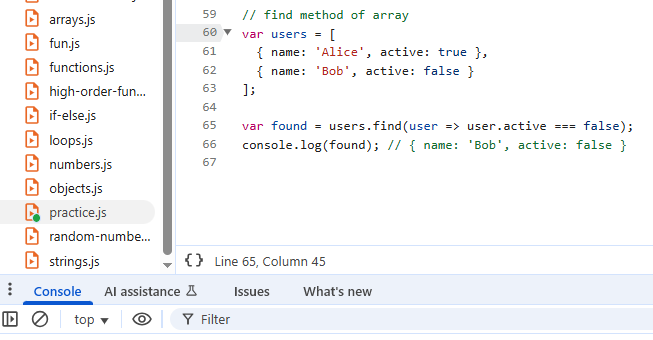 arrays.js
fun.js
functions.js
high-order-fun...
if-else.js
loops.js
numbers.js
objects.js
practice.js
random-numbe...
strings.js
59 // find method of array
60 var users = [
61 { name: 'Alice', active: true },
62 { name: 'Bob', active: false }
63 ];
64
65 var found = users.find(user => user.active === false);
66 console.log(found); // { name: 'Bob', active: false }
67
{} Line 65, Column 45
Console AI assistance Issues What's new
top Filter